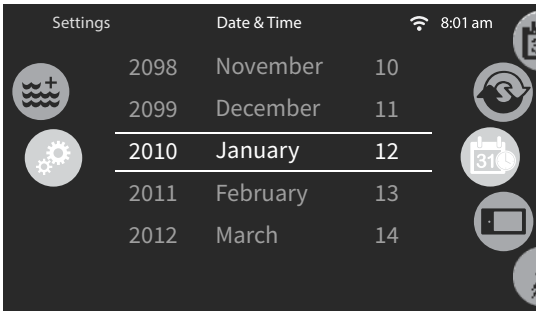 Settings Date & Time 8:01 am
2098 November 10
2099 December 11
2010 January 12
31
2011 February 13
2012 March 14